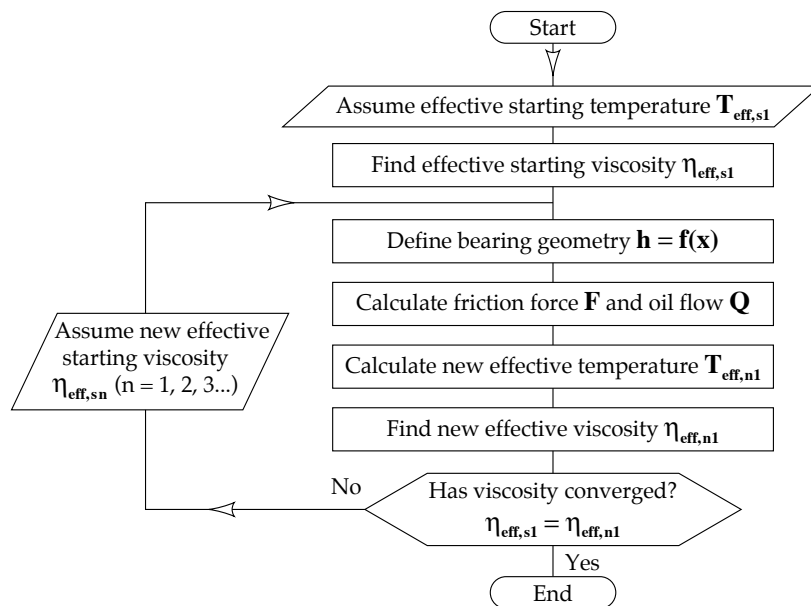 Start
Assume effective starting temperature T_eff,s1
Find effective starting viscosity η_eff,s1
Define bearing geometry h = f(x)
Calculate friction force F and oil flow Q
Assume new effective
starting viscosity
η_eff,sn (n = 1, 2, 3...)
Calculate new effective temperature T_eff,n1
Find new effective viscosity η_eff,n1
No
Has viscosity converged?
η_eff,s1 = η_eff,n1
Yes
End